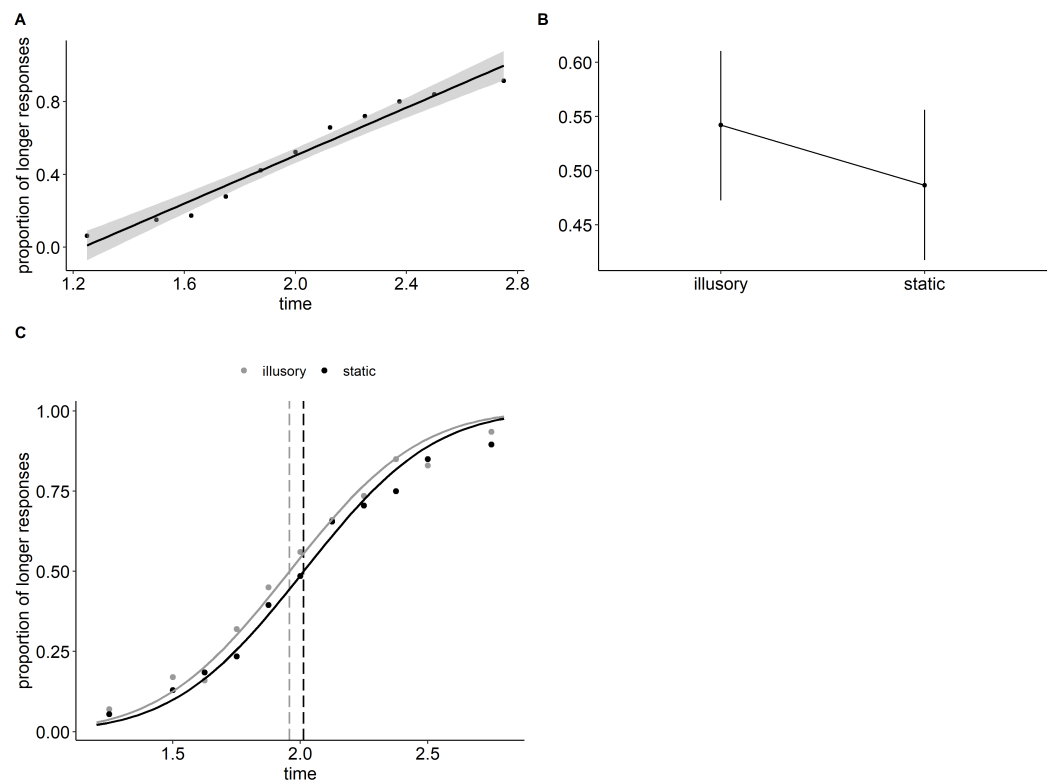 A
proportion of longer responses
0.8
0.4
0.0
1.2 1.6 2.0 2.4 2.8
time
B
0.60
0.55
0.50
0.45
illusory static
C
illusory static
proportion of longer responses
1.00
0.75
0.50
0.25
0.00
1.5 2.0 2.5
time